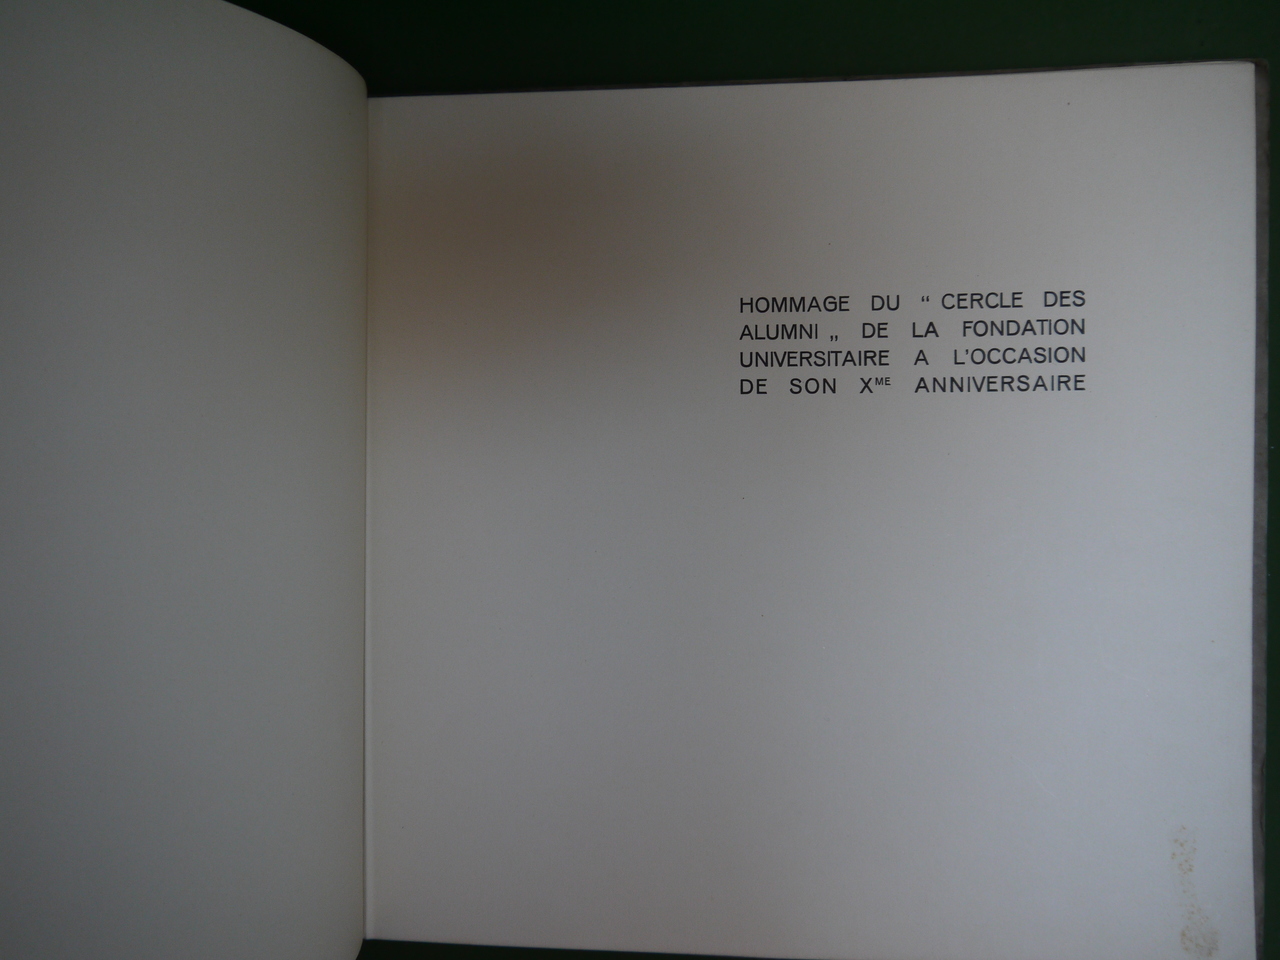 HOMMAGE DU “ CERCLE DES
ALUMNI „ DE LA FONDATION
UNIVERSITAIRE A L'OCCASION
DE SON XME ANNIVERSAIRE